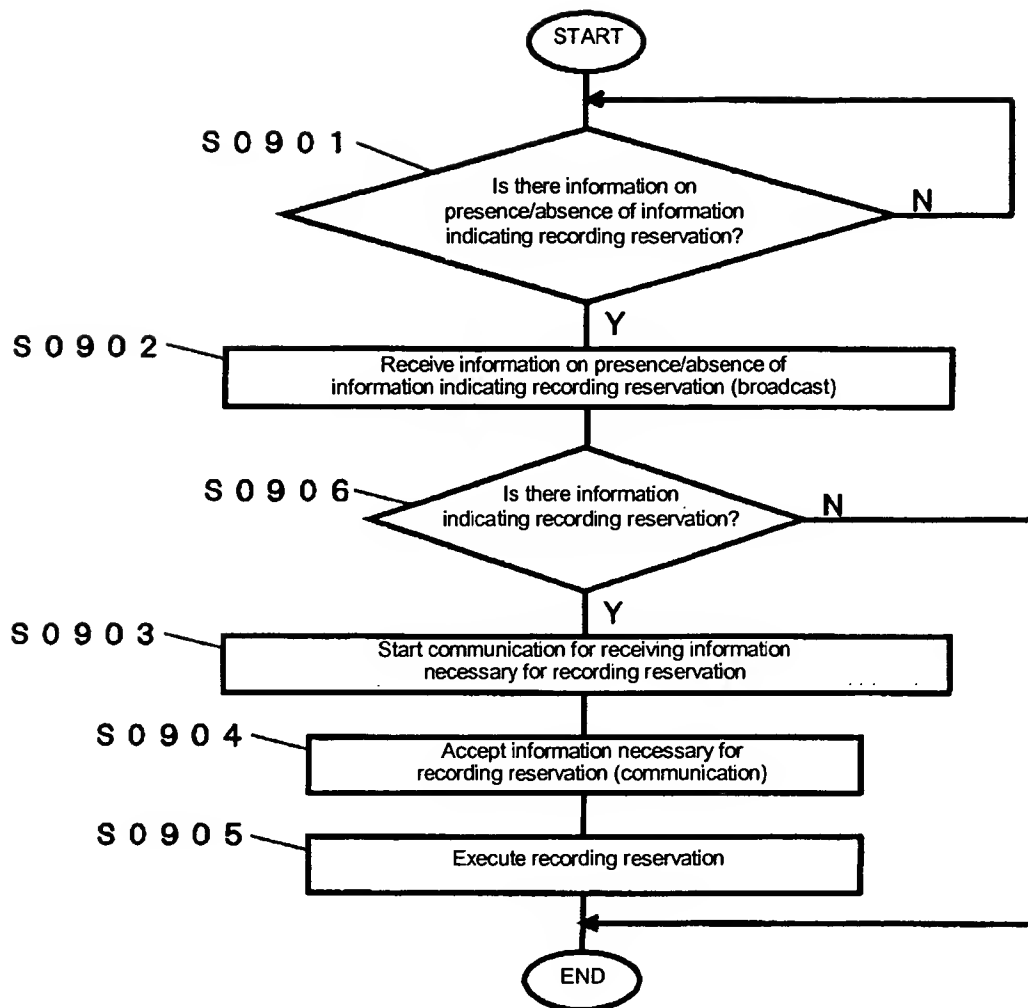 START
S0901
Is there information on
presence/absence of information
indicating recording reservation?
N
Y
S0902
Receive information on presence/absence of
information indicating recording reservation (broadcast)
S0906
Is there information
indicating recording reservation?
N
Y
S0903
Start communication for receiving information
necessary for recording reservation
S0904
Accept information necessary for
recording reservation (communication)
S0905
Execute recording reservation
END